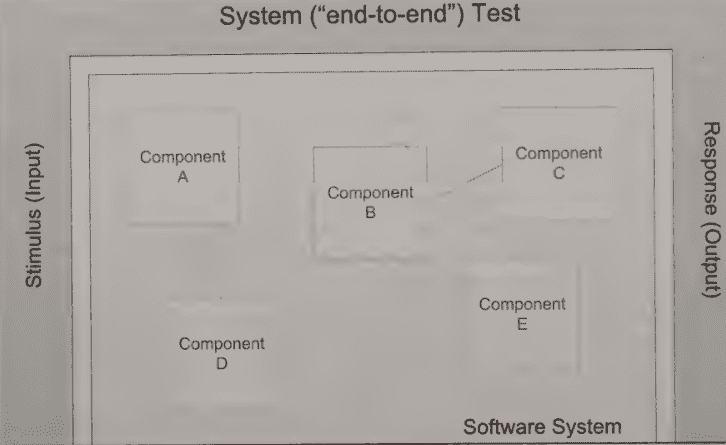 System (“end-to-end”) Test
Stimulus (Input)
Component
A
Component
B
Component
C
Response (Output)
Component
D
Component
E
Software System